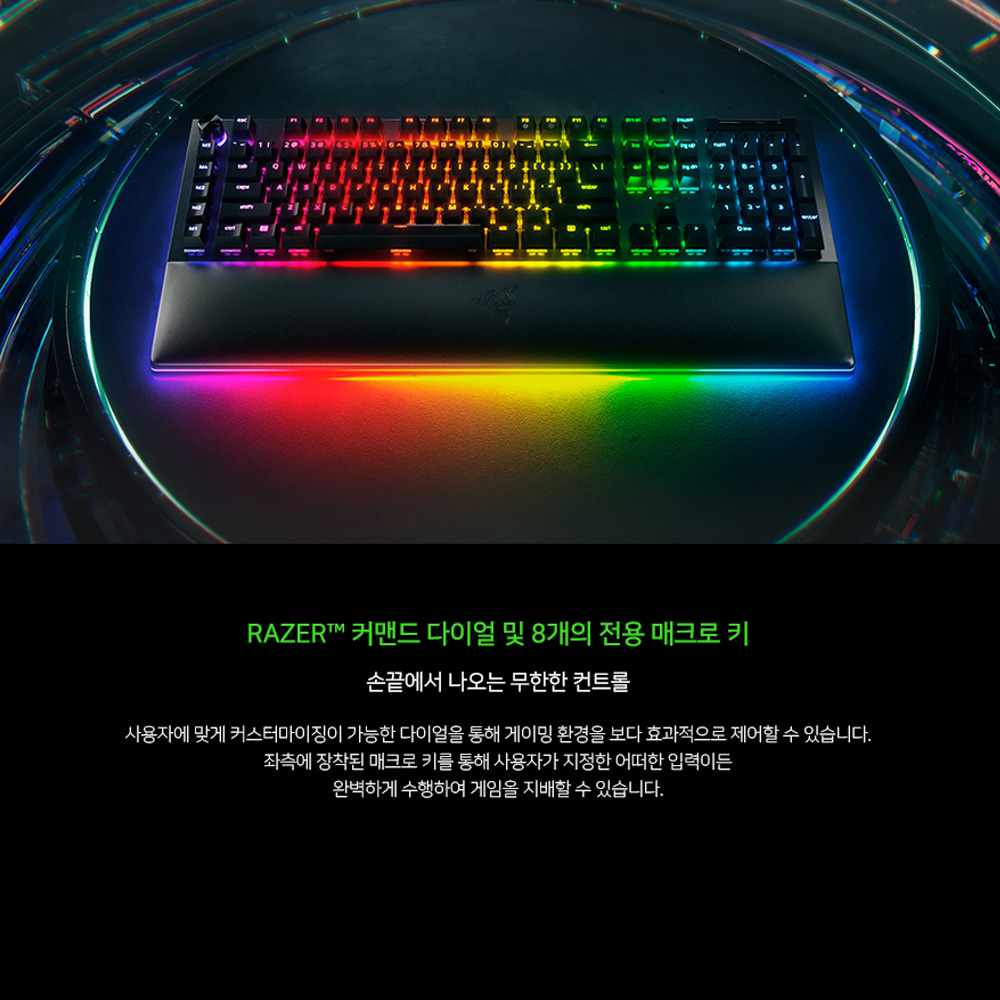 RAZER™ 커맨드 다이얼 및 8개의 전용 매크로 키
손끝에서 나오는 무한한 컨트롤
사용자에 맞게 커스터마이징이 가능한 다이얼을 통해 게이밍 환경을 보다 효과적으로 제어할 수 있습니다.
좌측에 장착된 매크로 키를 통해 사용자가 지정한 어떠한 입력이든
완벽하게 수행하여 게임을 지배할 수 있습니다.